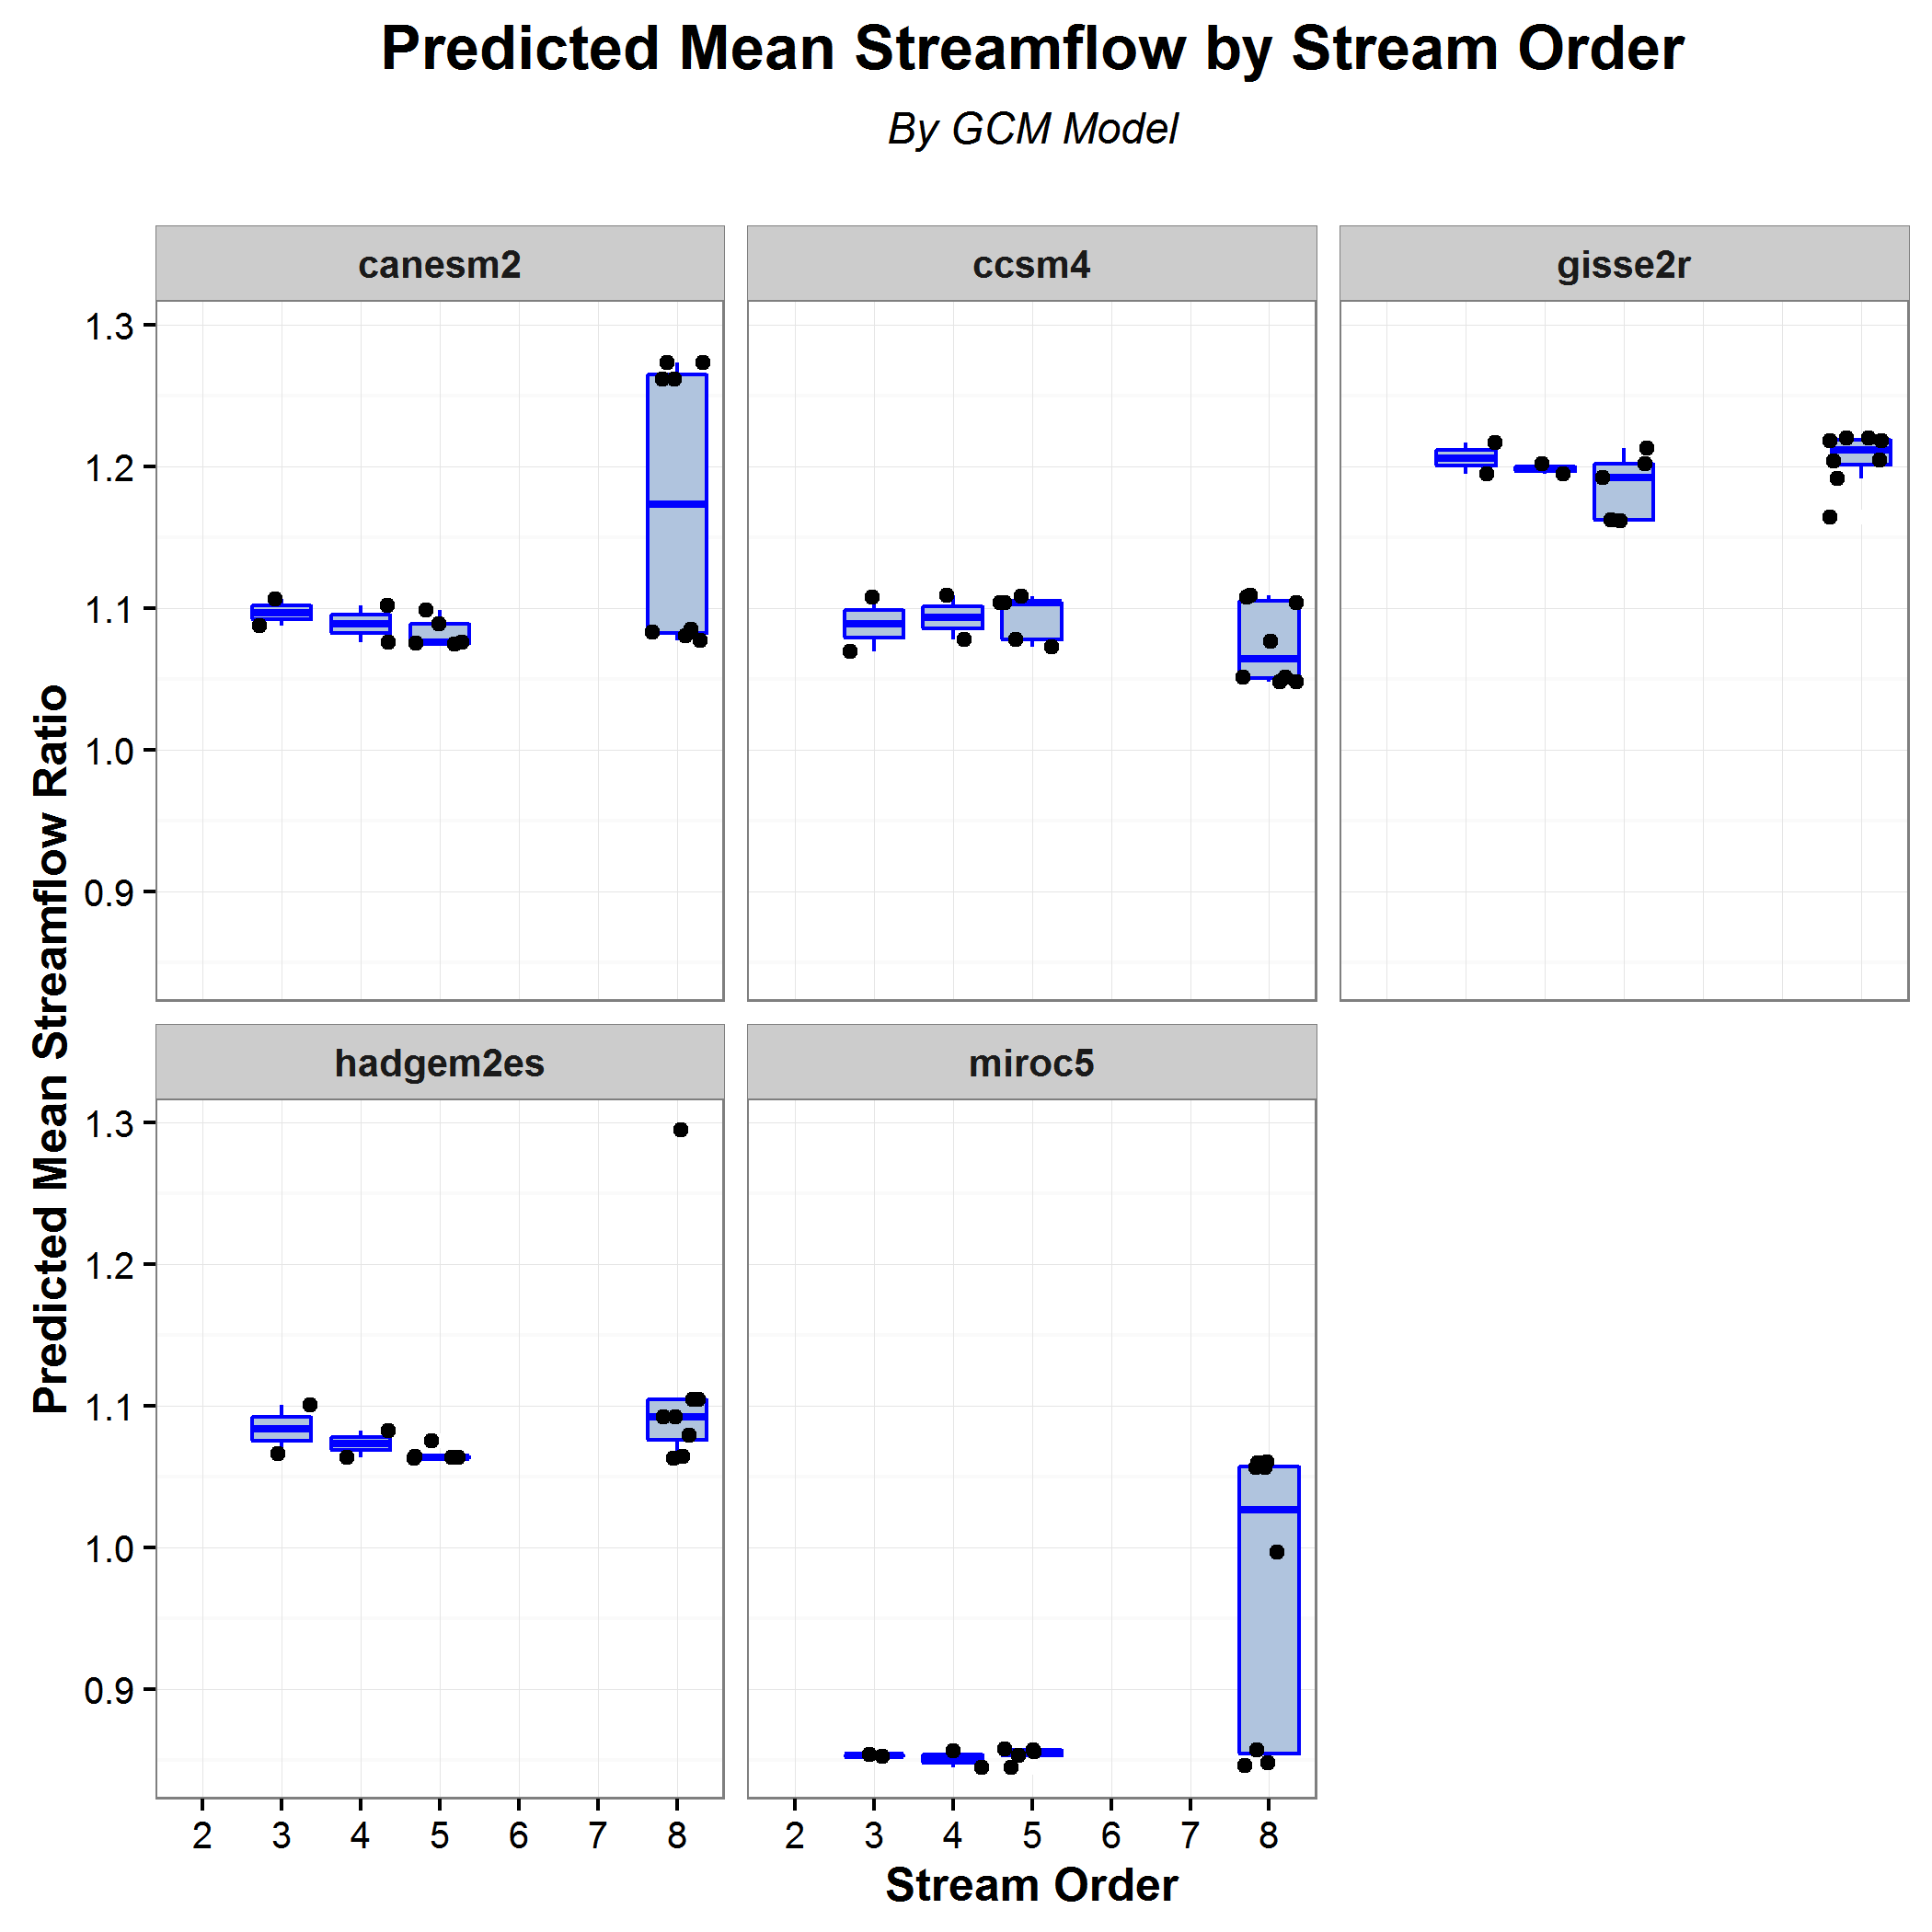 Predicted Mean Streamflow by Stream Order
By GCM Model
canesm2
ccsm4
gisse2r
1.3
1.2
1.1
1.0
0.9
Predicted Mean Streamflow Ratio
hadgem2es
miroc5
1.3
1.2
1.1
1.0
0.9
2 3 4 5 6 7 8
2 3 4 5 6 7 8
Stream Order